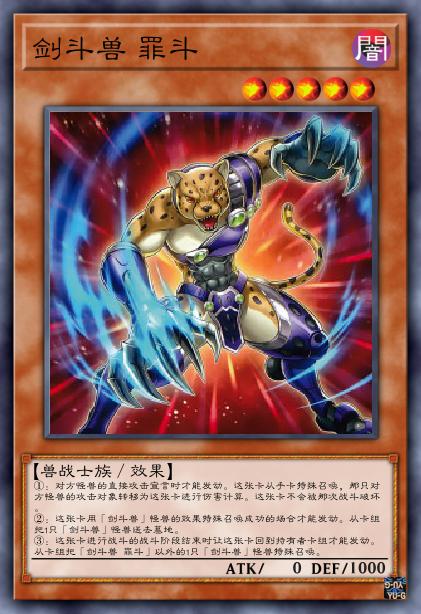 剑斗兽 罪斗
闇
【兽战士族／效果】
①：对方怪兽的直接攻击宣言时才能发动。这张卡从手卡特殊召唤，那只对
方怪兽的攻击对象转移为这张卡进行伤害计算。这张卡不会被那次战斗破坏
。
②：这张卡用「剑斗兽」怪兽的效果特殊召唤成功的场合才能发动。从卡组
把1只「剑斗兽」怪兽送去墓地。
③：这张卡进行战斗的战斗阶段结束时让这张卡回到持有者卡组才能发动。
从卡组把「剑斗兽 罪斗」以外的1只「剑斗兽」怪兽特殊召唤。
ATK/ 0 DEF/1000